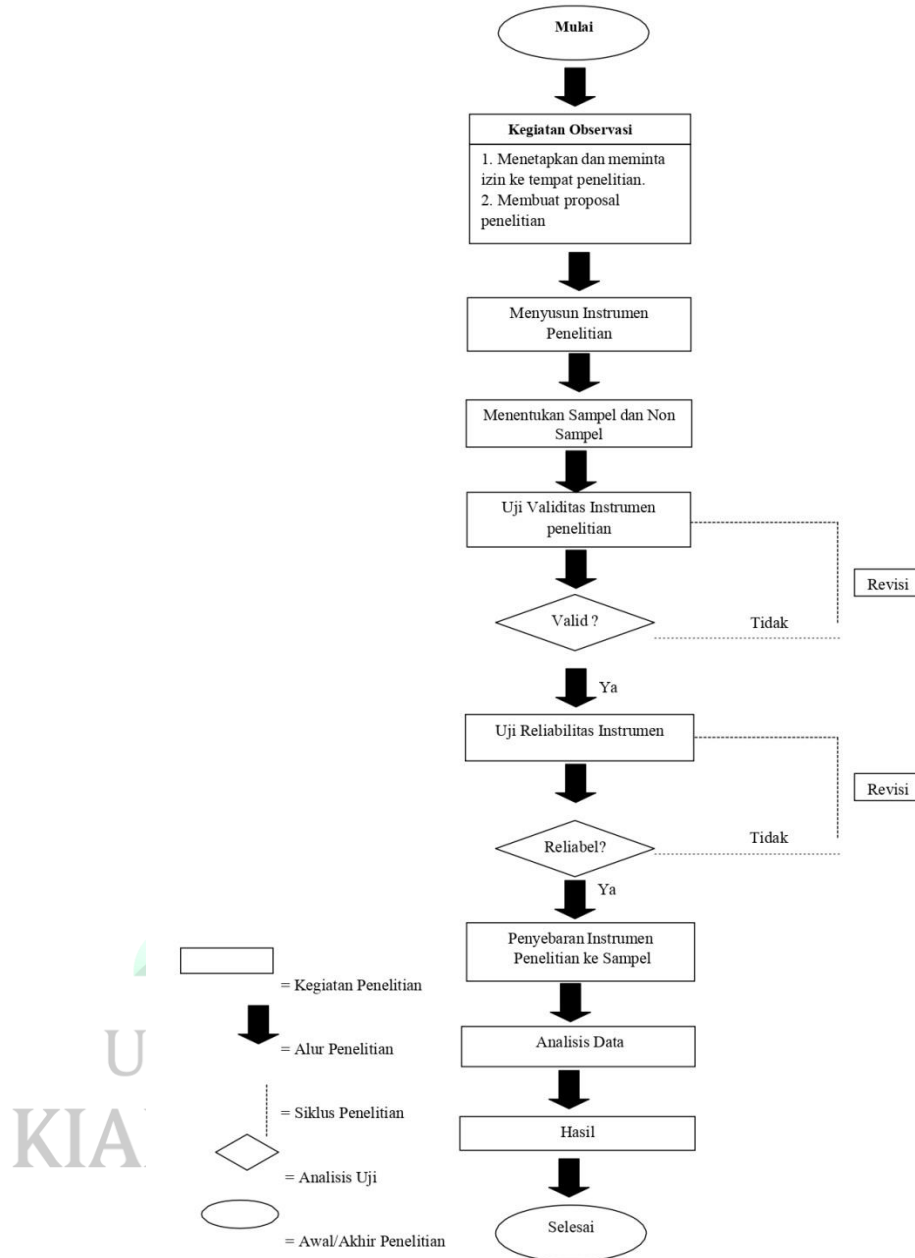 Mulai
Kegiatan Observasi
1. Menetapkan dan meminta
izin ke tempat penelitian.
2. Membuat proposal
penelitian
Menyusun Instrumen
Penelitian
Menentukan Sampel dan Non
Sampel
Uji Validitas Instrumen
penelitian
Revisi
Valid ?
Tidak
Ya
Uji Reliabilitas Instrumen
Revisi
Reliabel?
Tidak
Ya
Penyebaran Instrumen
Penelitian ke Sampel
Analisis Data
Hasil
Selesai
= Kegiatan Penelitian
= Alur Penelitian
= Siklus Penelitian
= Analisis Uji
= Awal/Akhir Penelitian
U
KIA